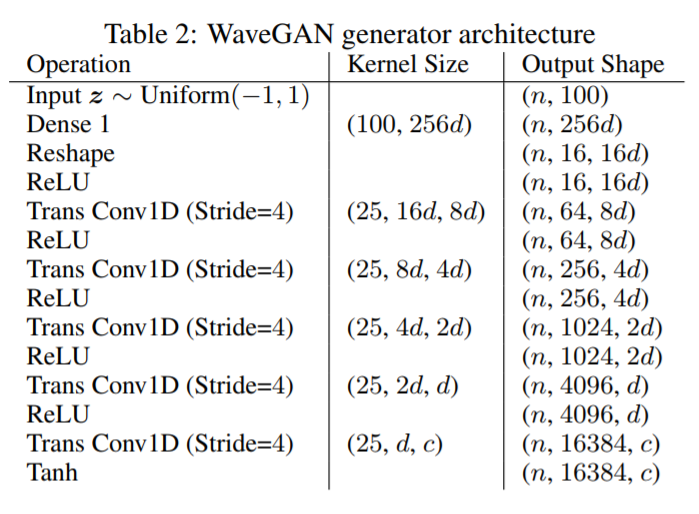 Table 2: WaveGAN generator architecture
Operation Kernel Size Output Shape
Input z ∼ Uniform(−1, 1) (n, 100)
Dense 1 (100, 256d) (n, 256d)
Reshape (n, 16, 16d)
ReLU (n, 16, 16d)
Trans Conv1D (Stride=4) (25, 16d, 8d) (n, 64, 8d)
ReLU (n, 64, 8d)
Trans Conv1D (Stride=4) (25, 8d, 4d) (n, 256, 4d)
ReLU (n, 256, 4d)
Trans Conv1D (Stride=4) (25, 4d, 2d) (n, 1024, 2d)
ReLU (n, 1024, 2d)
Trans Conv1D (Stride=4) (25, 2d, d) (n, 4096, d)
ReLU (n, 4096, d)
Trans Conv1D (Stride=4) (25, d, c) (n, 16384, c)
Tanh (n, 16384, c)